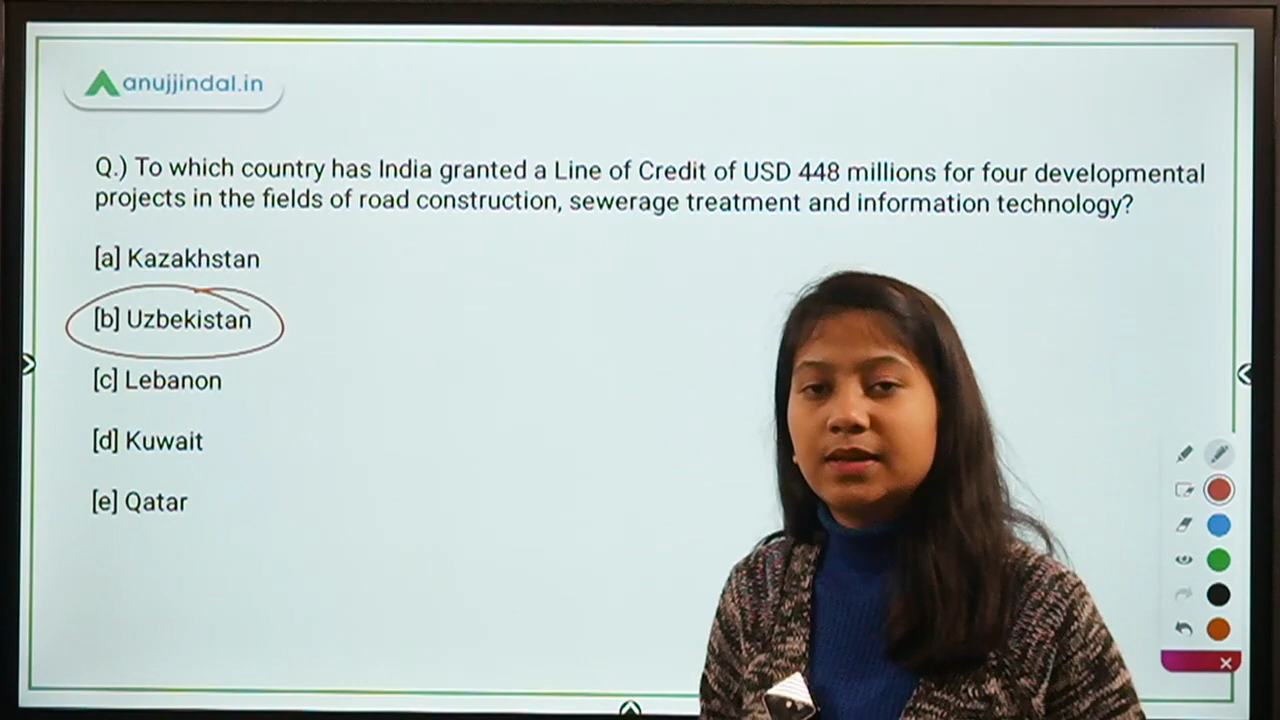 anujjindal.in
Q.) To which country has India granted a Line of Credit of USD 448 millions for four developmental
projects in the fields of road construction, sewerage treatment and information technology?
[a] Kazakhstan
[b] Uzbekistan
[c] Lebanon
[d] Kuwait
[e] Qatar